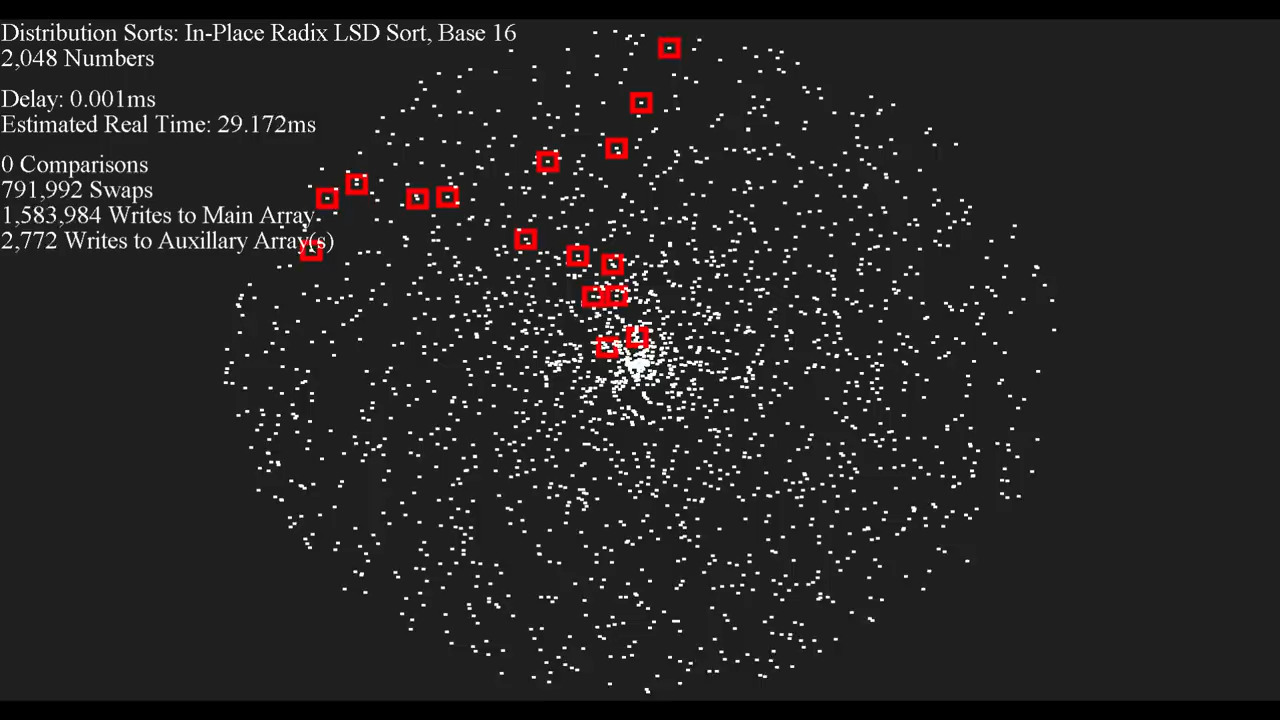 Distribution Sorts: In-Place Radix LSD Sort, Base 16
2,048 Numbers
Delay: 0.001ms
Estimated Real Time: 29.172ms
0 Comparisons
791,992 Swaps
1,583,984 Writes to Main Array
2,772 Writes to Auxillary Array(s)